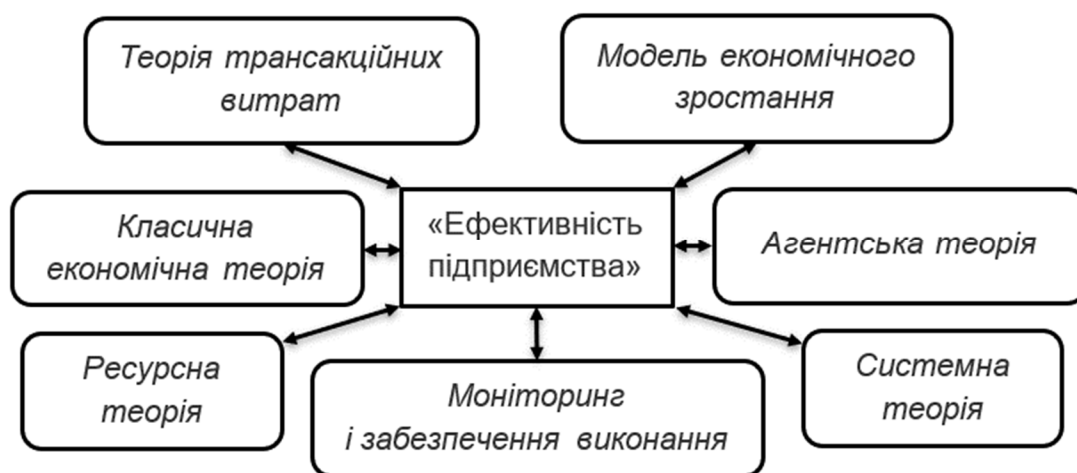 Теорія трансакційних
витрат
Модель економічного
зростання
Класична
економічна теорія
«Ефективність
підприємства»
Агентська теорія
Ресурсна
теорія
Моніторинг
і забезпечення виконання
Системна
теорія